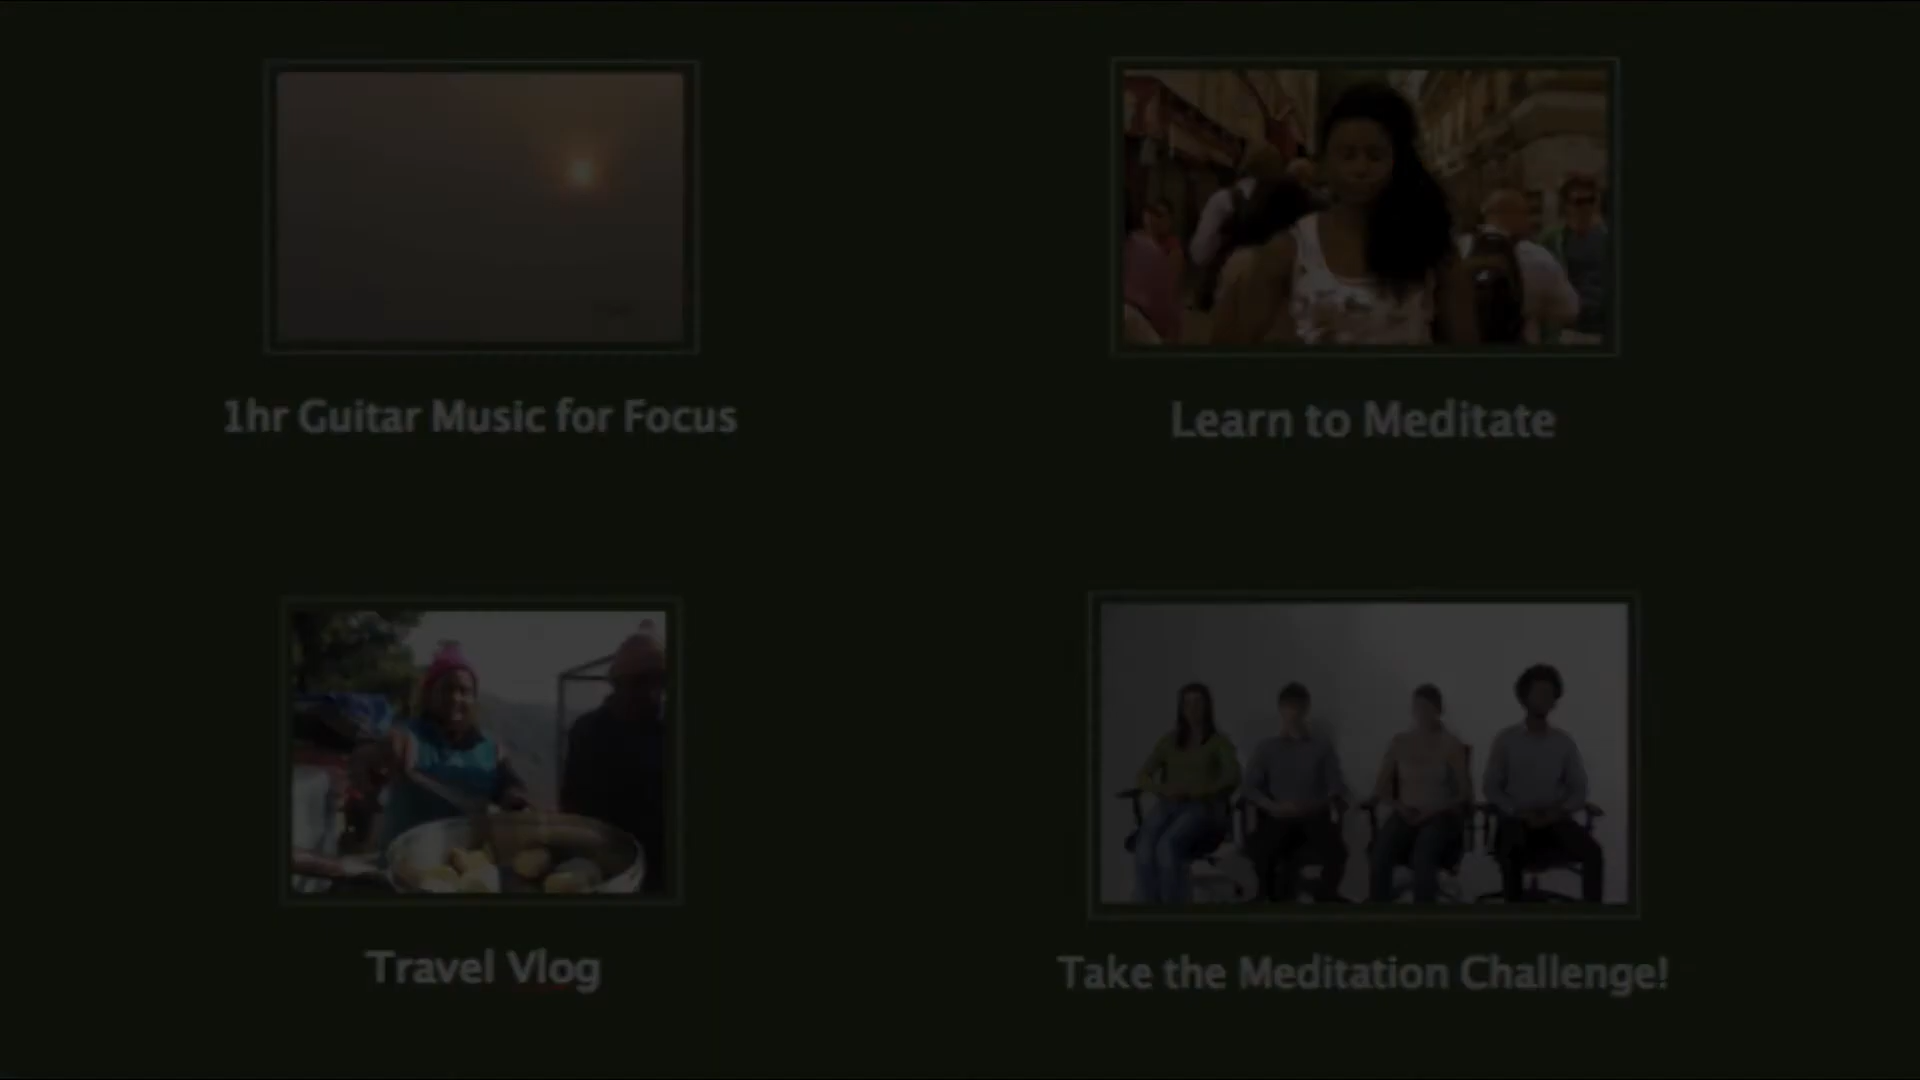 1hr Guitar Music for Focus
Learn to Meditate
Travel Vlog
Take the Meditation Challenge!